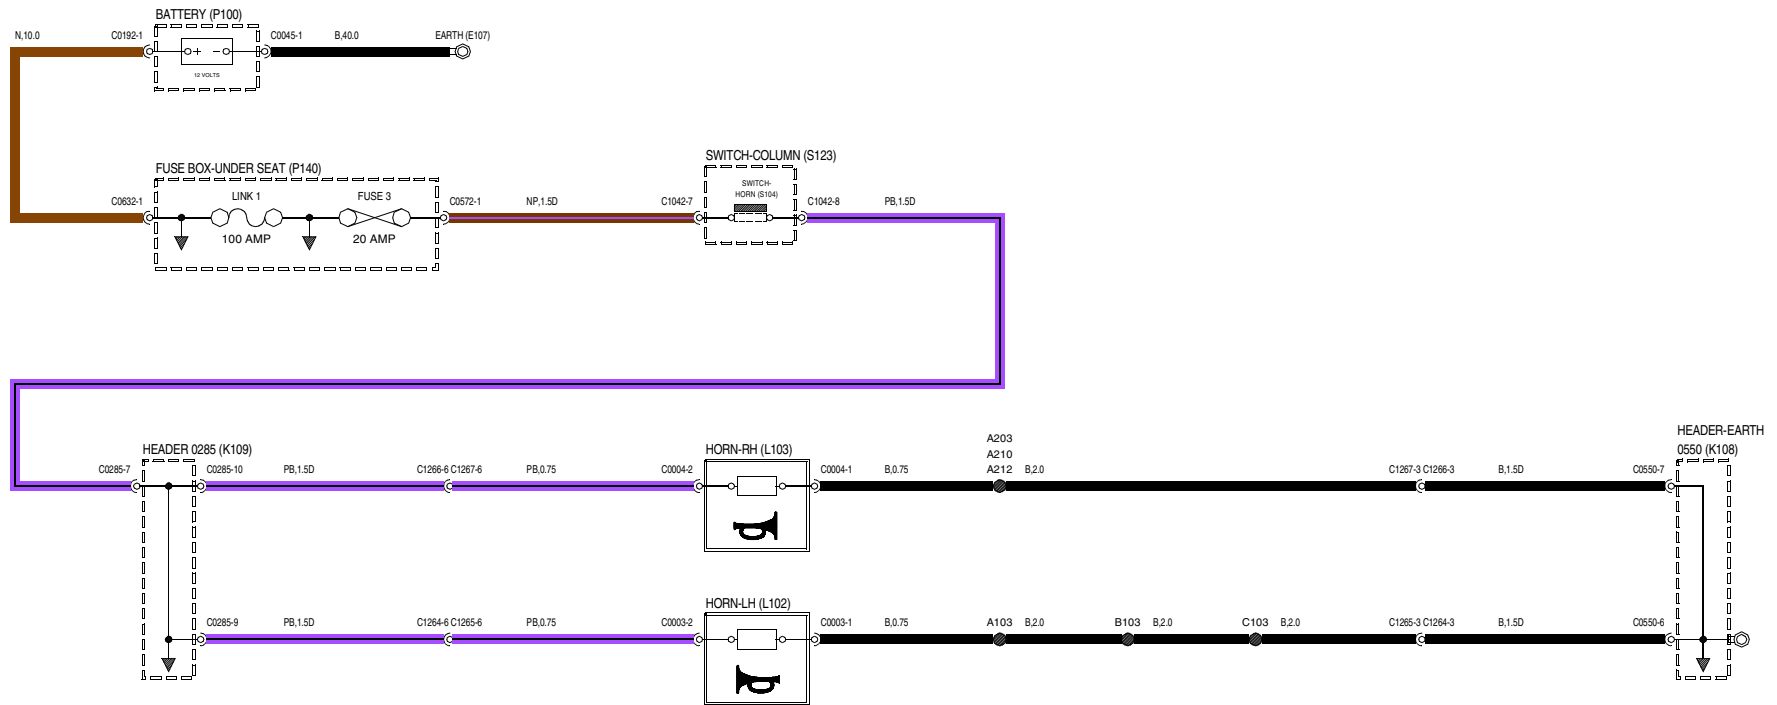 BATTERY (P100)
N,10.0
C0192-1
C0045-1
B,40.0
EARTH (E107)
+
−
12 VOLTS
FUSE BOX-UNDER SEAT (P140)
SWITCH-COLUMN (S123)
C0632-1
LINK 1
100 AMP
FUSE 3
20 AMP
C0572-1
NP,1.5D
C1042-7
SWITCH-
HORN (S104)
C1042-8
PB,1.5D
HEADER 0285 (K109)
C0285-7
C0285-10
PB,1.5D
C1266-6 C1267-6
PB,0.75
C0004-2
HORN-RH (L103)
C0004-1
B,0.75
A203
A210
A212
B,2.0
C1267-3 C1266-3
B,1.5D
C0550-7
HEADER-EARTH
0550 (K108)
C0285-9
PB,1.5D
C1264-6 C1265-6
PB,0.75
C0003-2
HORN-LH (L102)
C0003-1
B,0.75
A103
B,2.0
B103
B,2.0
C103
B,2.0
C1265-3 C1264-3
B,1.5D
C0550-6